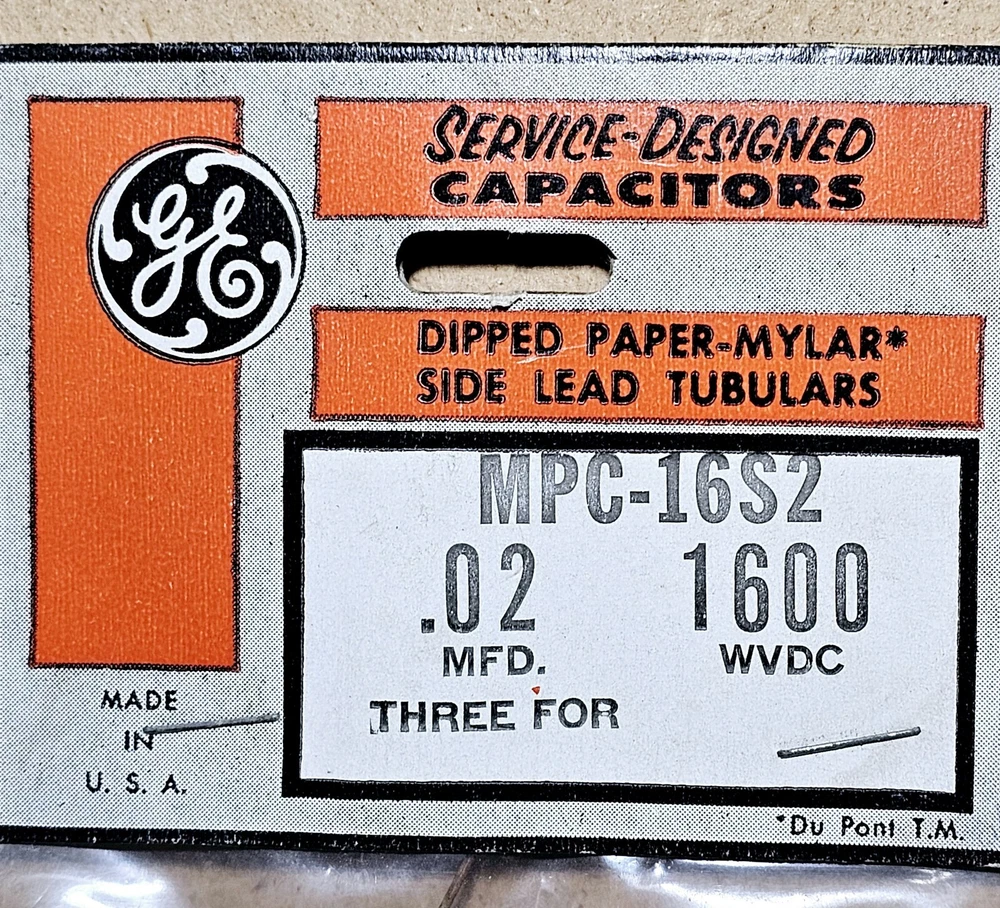 GE
SERVICE-DESIGNED
CAPACITORS
DIPPED PAPER-MYLAR*
SIDE LEAD TUBULARS
MPC-16S2
.02 1600
MFD. WVDC
THREE FOR
MADE
IN
U. S. A.
*Du Pont T.M.